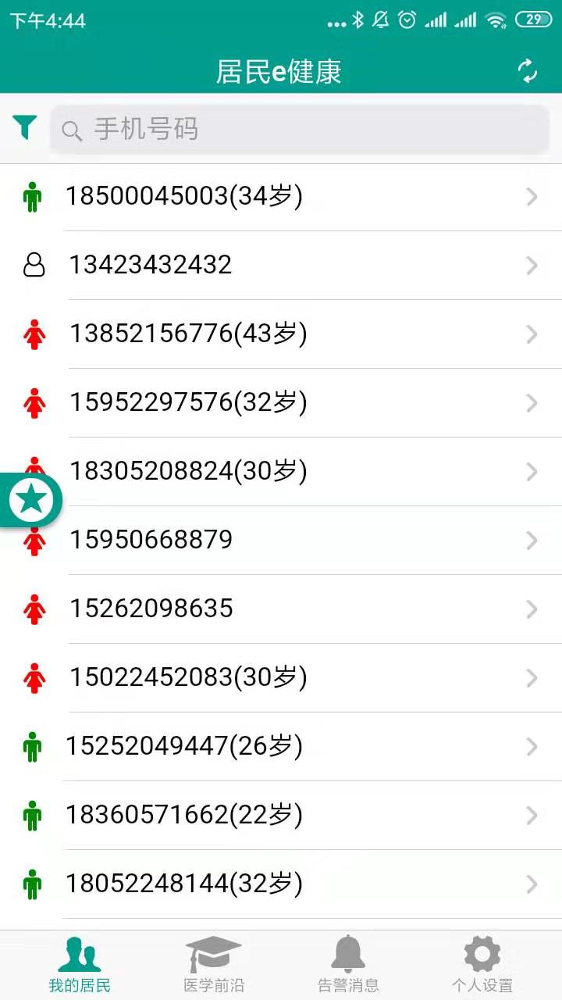 下午4:44
29
居民e健康
手机号码
18500045003(34岁)
13423432432
13852156776(43岁)
15952297576(32岁)
18305208824(30岁)
15950668879
15262098635
15022452083(30岁)
15252049447(26岁)
18360571662(22岁)
18052248144(32岁)
我的居民 医学前沿 告警消息 个人设置